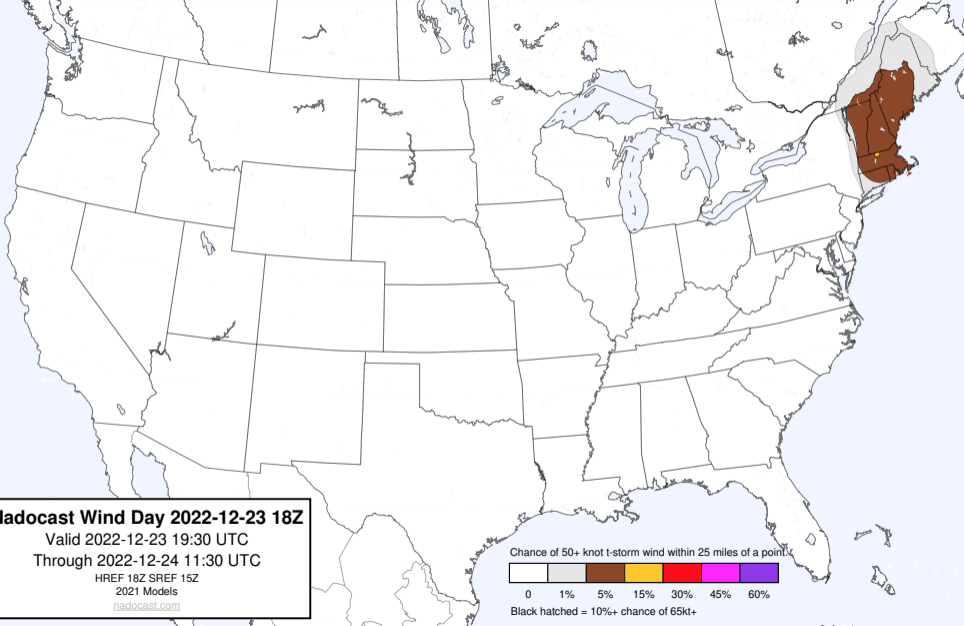 ladocast Wind Day 2022-12-23 18Z
Valid 2022-12-23 19:30 UTC
Through 2022-12-24 11:30 UTC
HREF 18Z SREF 15Z
2021 Models
nadocast.com
Chance of 50+ knot t-storm wind within 25 miles of a point.
0 1% 5% 15% 30% 45% 60%
Black hatched = 10%+ chance of 65kt+